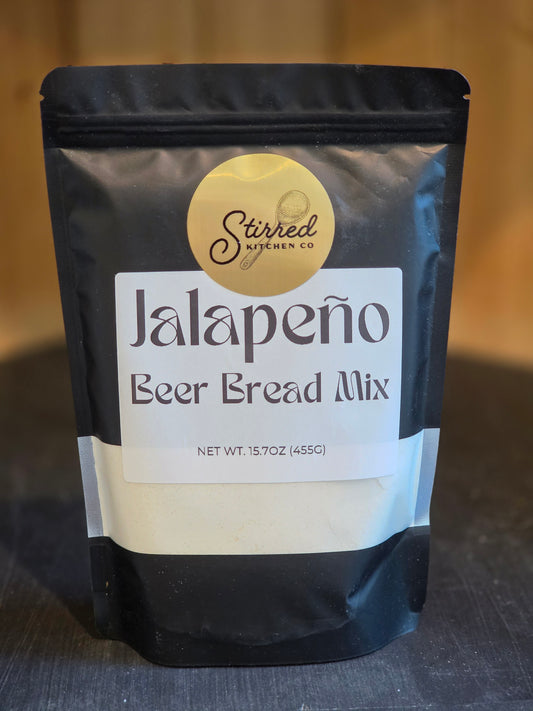 Stirred
KITCHEN CO
Jalapeño
Beer Bread Mix
NET WT. 15.7OZ (455G)